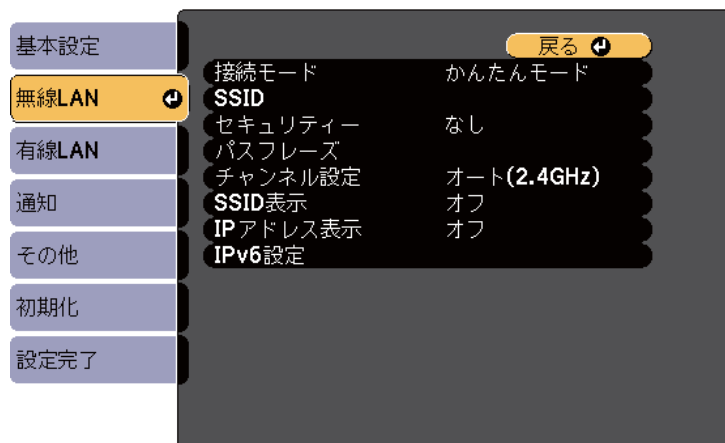 基本設定
無線LAN
有線LAN
通知
その他
初期化
設定完了
戻る
接続モード かんたんモード
SSID
セキュリティー なし
パスフレーズ
チャンネル設定 オート(2.4GHz)
SSID表示 オフ
IPアドレス表示 オフ
IPv6設定